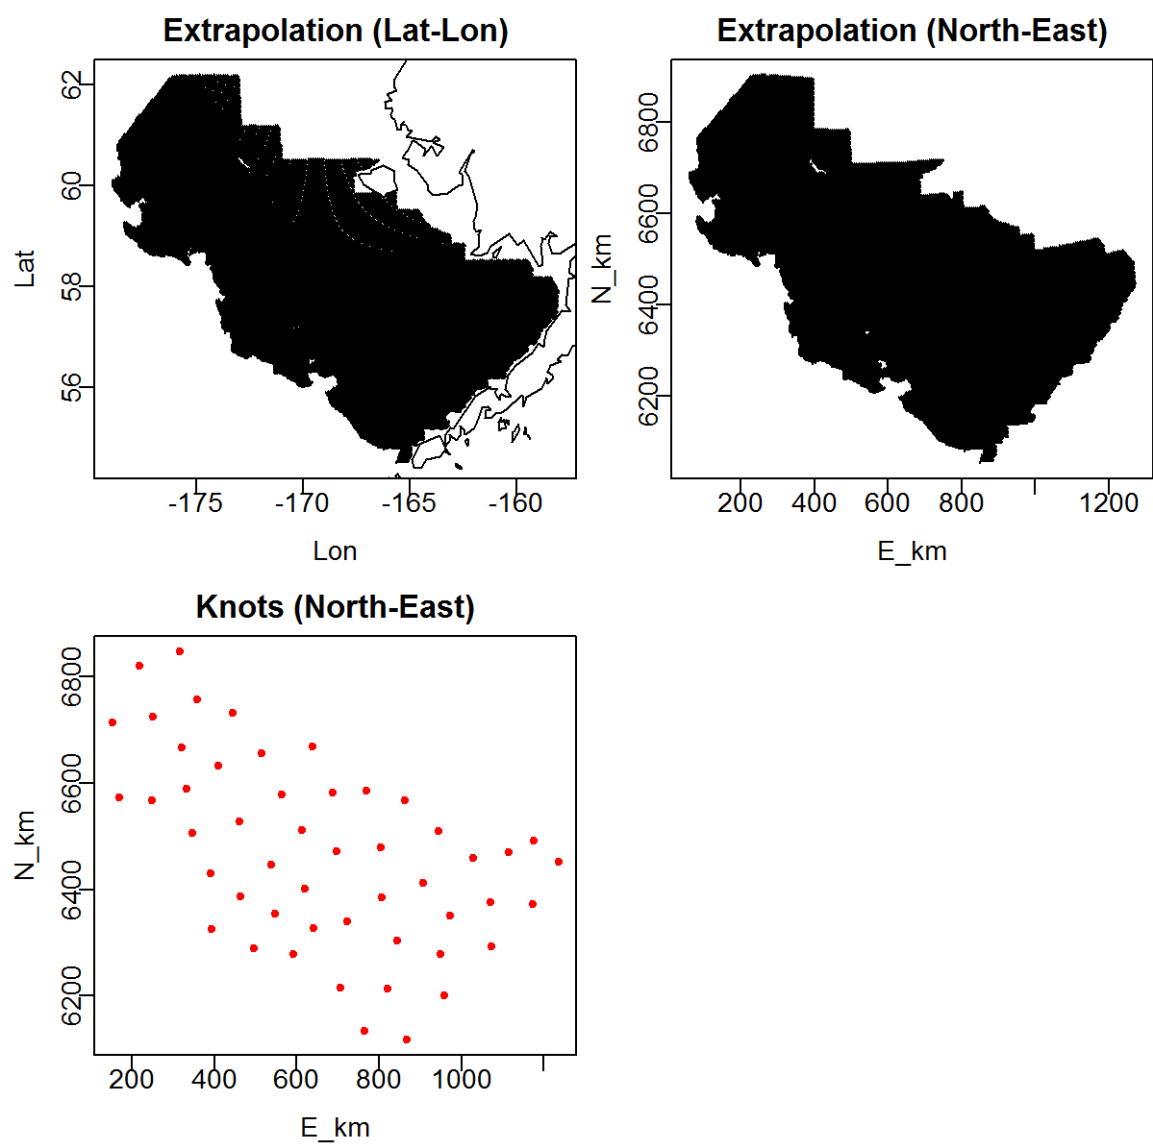 Extrapolation (Lat-Lon)
Lat
62
60
58
56
-175 -170 -165 -160
Lon
Extrapolation (North-East)
N_km
6800
6600
6400
6200
200 400 600 800 1200
E_km
Knots (North-East)
N_km
6800
6600
6400
6200
200 400 600 800 1000
E_km